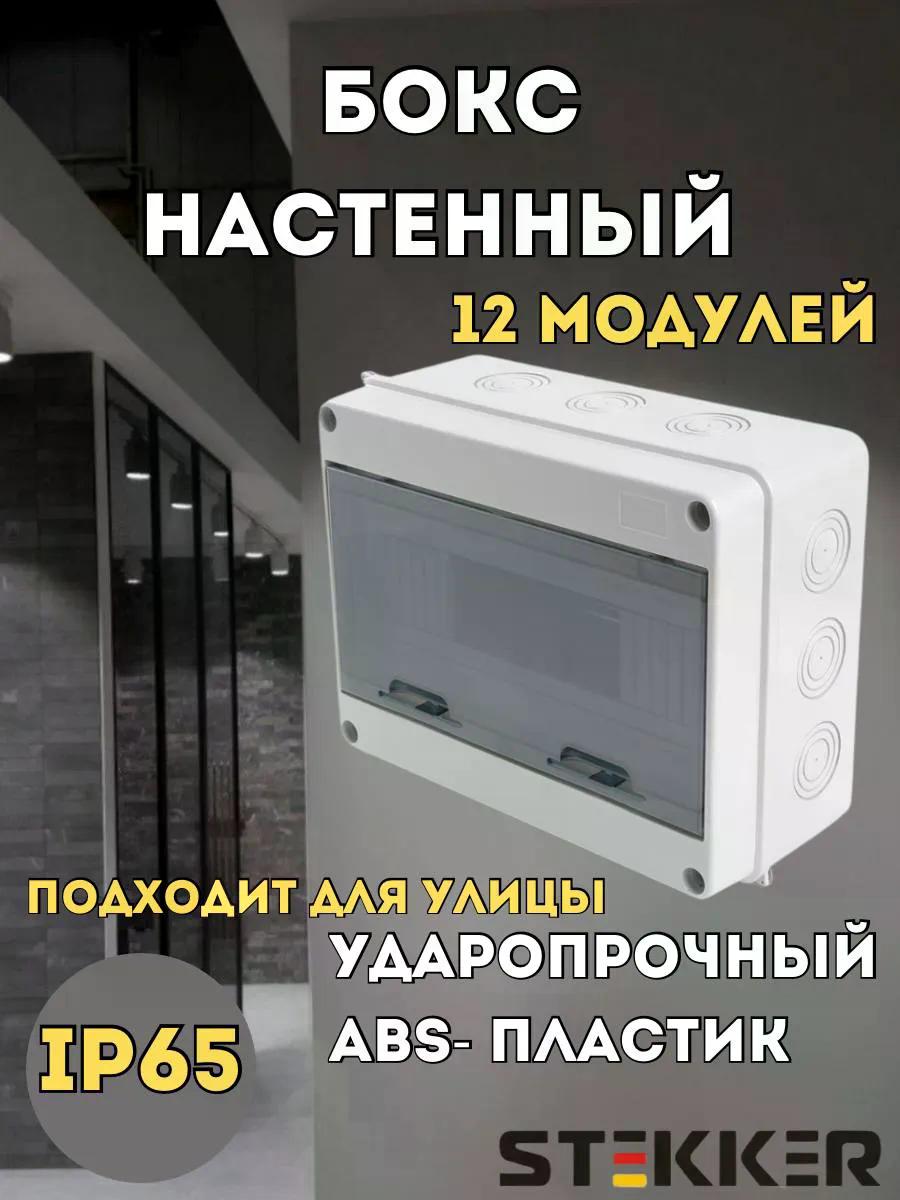 БОКС
НАСТЕННЫЙ
12 МОДУЛЕЙ
ПОДХОДИТ ДЛЯ УЛИЦЫ
УДАРОПРОЧНЫЙ
ABS- ПЛАСТИК
IP65
STEKKER